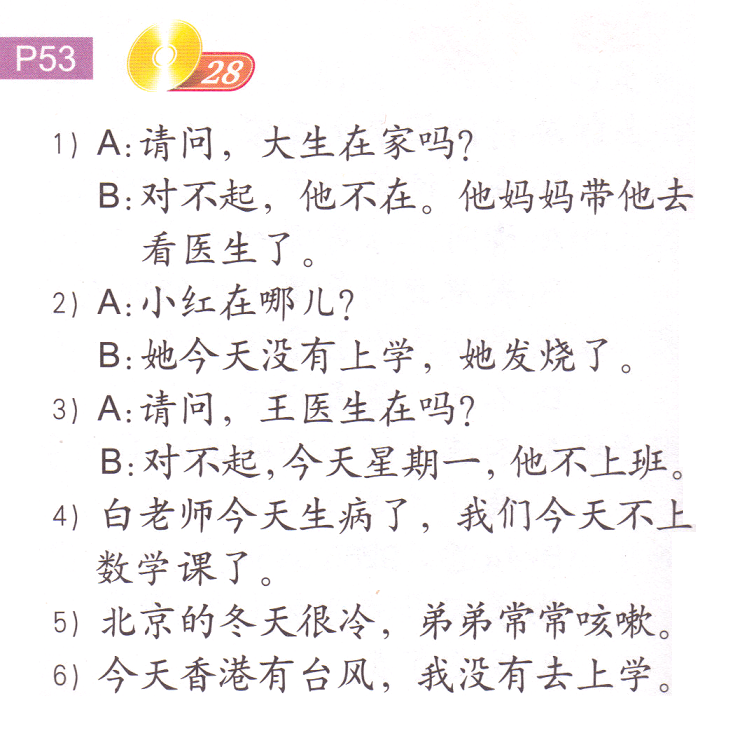 P53 28
1) A:请问，大生在家吗?
B:对不起，他不在。他妈妈带他去
看医生了。
2) A:小红在哪儿?
B:她今天没有上学，她发烧了。
3) A:请问，王医生在吗?
B:对不起,今天星期一,他不上班。
4) 白老师今天生病了，我们今天不上
数学课了。
5) 北京的冬天很冷，弟弟常常咳嗽。
6) 今天香港有台风，我没有去上学。